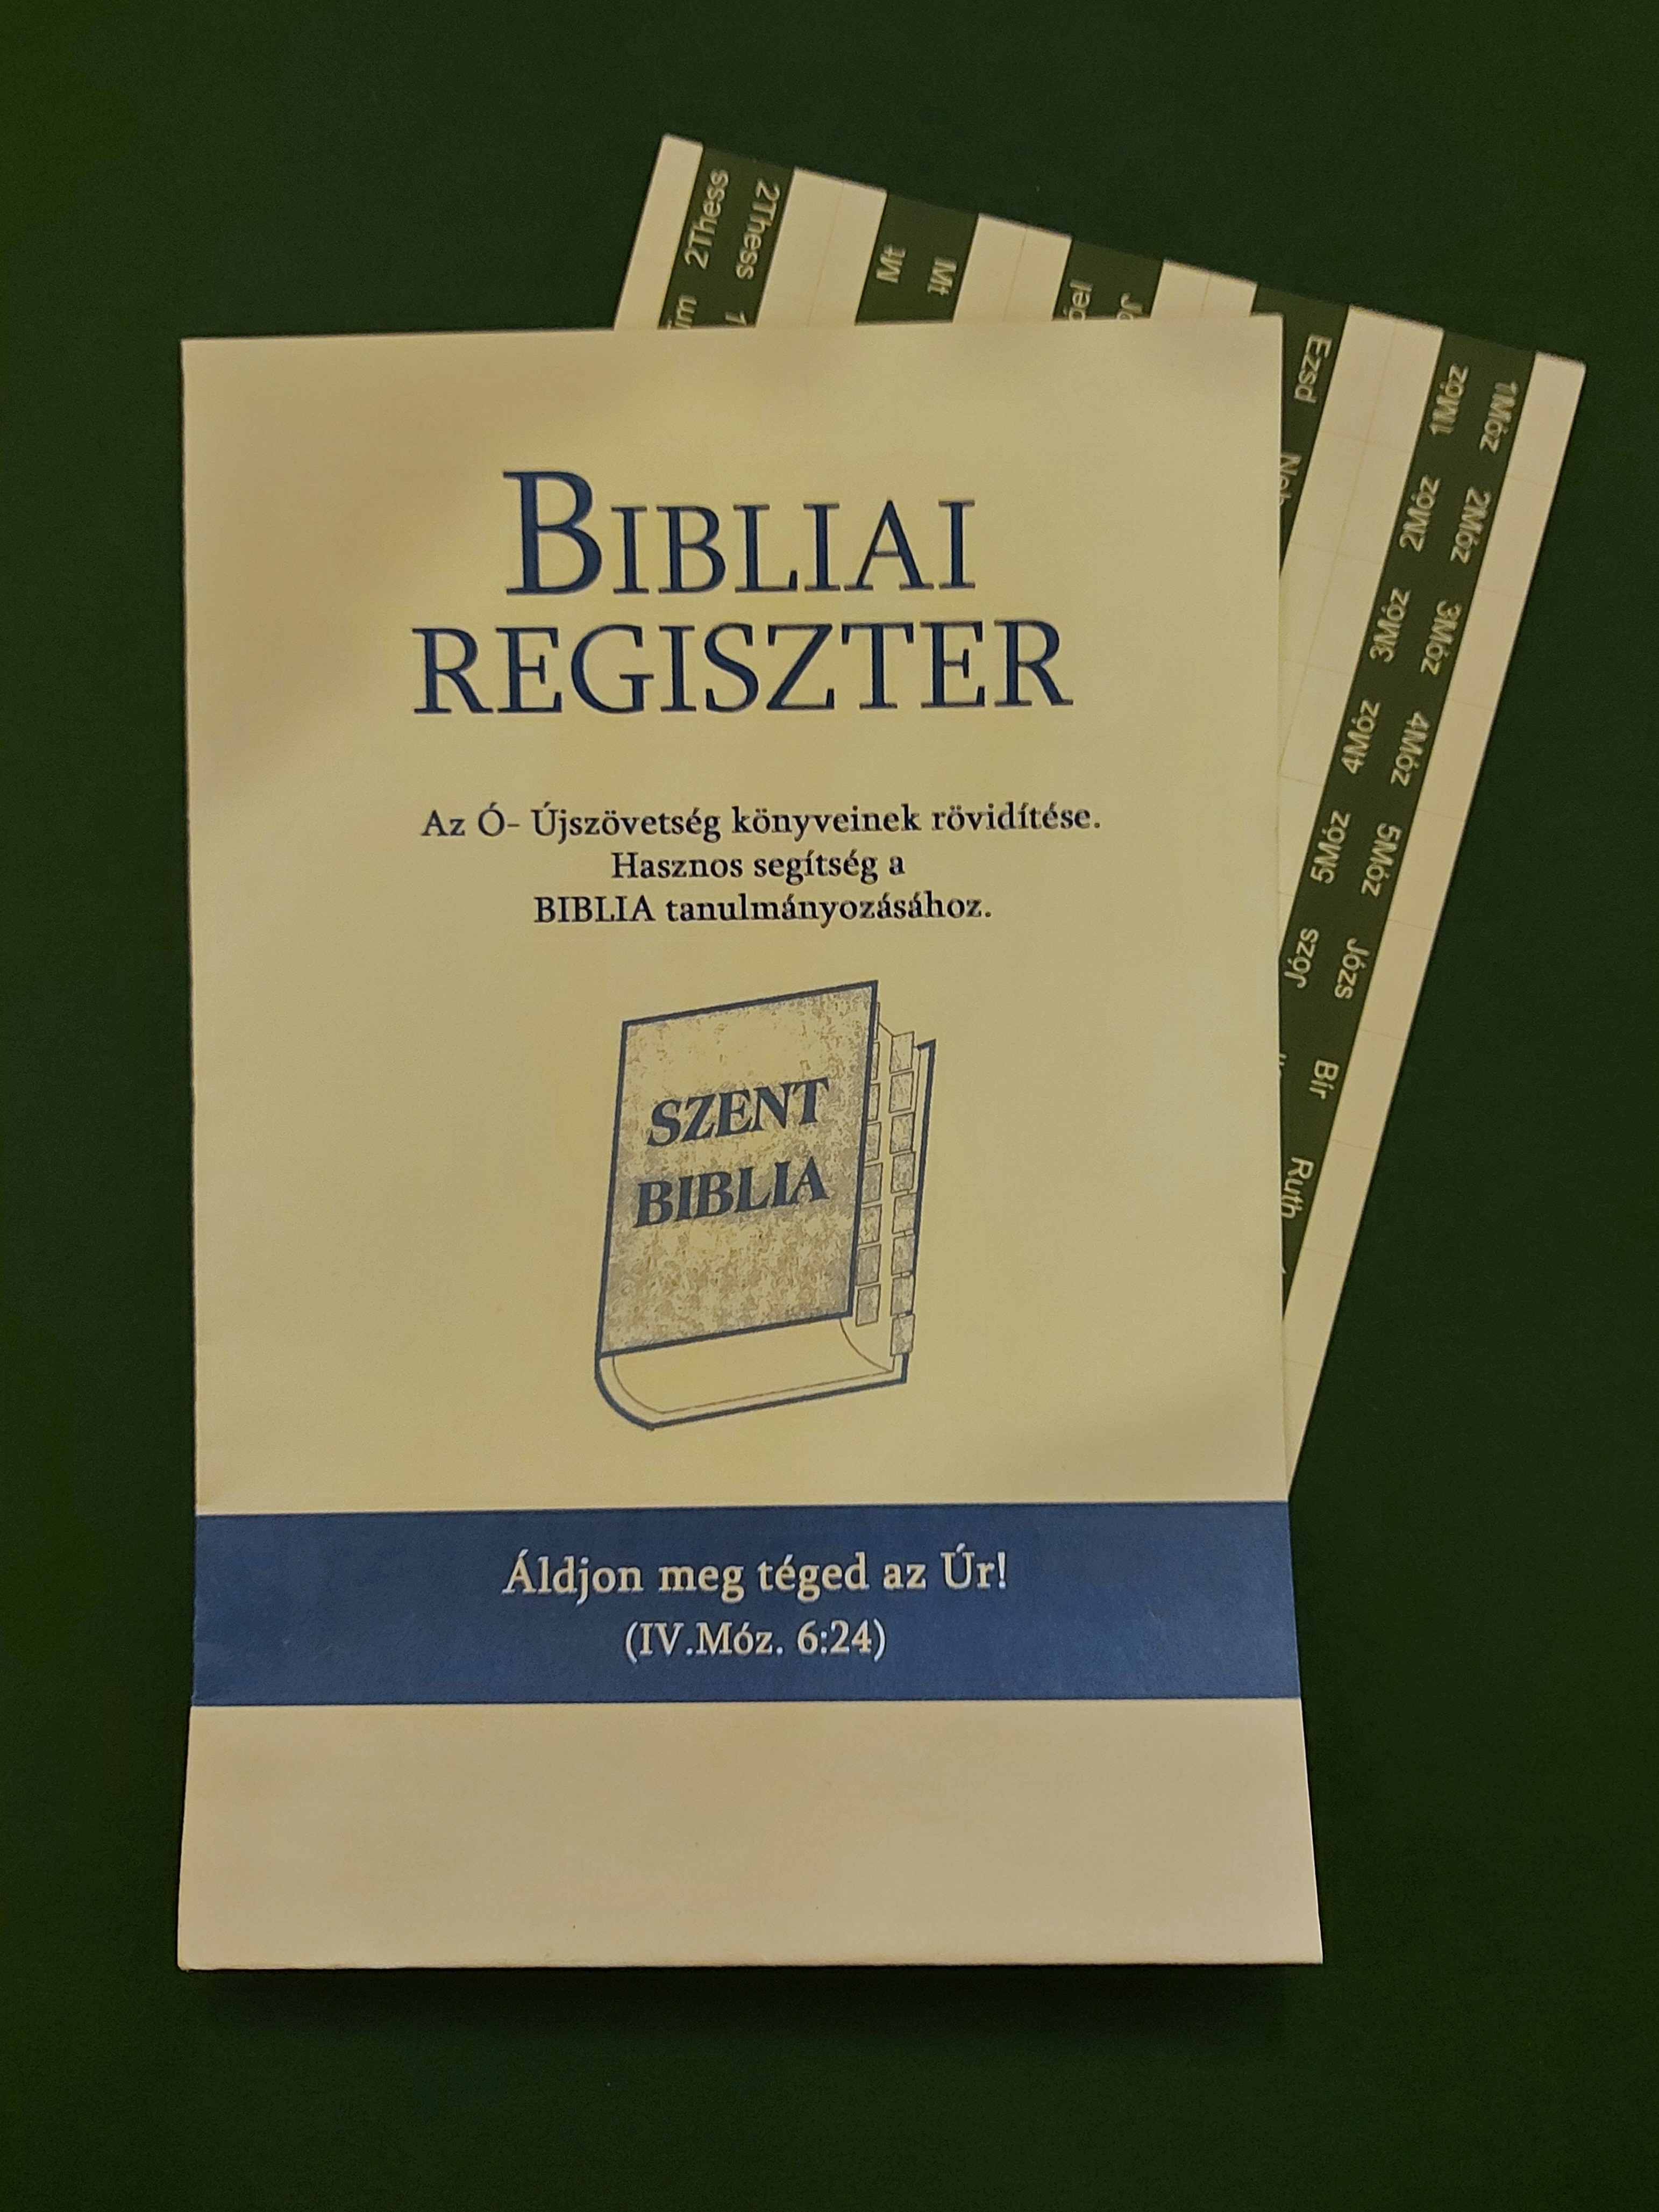 2Thess
2Thess 1
Mt
Mt
Ezsd
1Móz 2Móz 3Móz 4Móz 5Móz Józs
1Móz 2Móz 3Móz 4Móz 5Móz Józs Bir Ruth
BIBLIAI
REGISZTER
Az Ó- Újszövetség könyveinek rövidítése.
Hasznos segítség a
BIBLIA tanulmányozásához.
SZENT
BIBLIA
Áldjon meg téged az Úr!
(IV.Móz. 6:24)